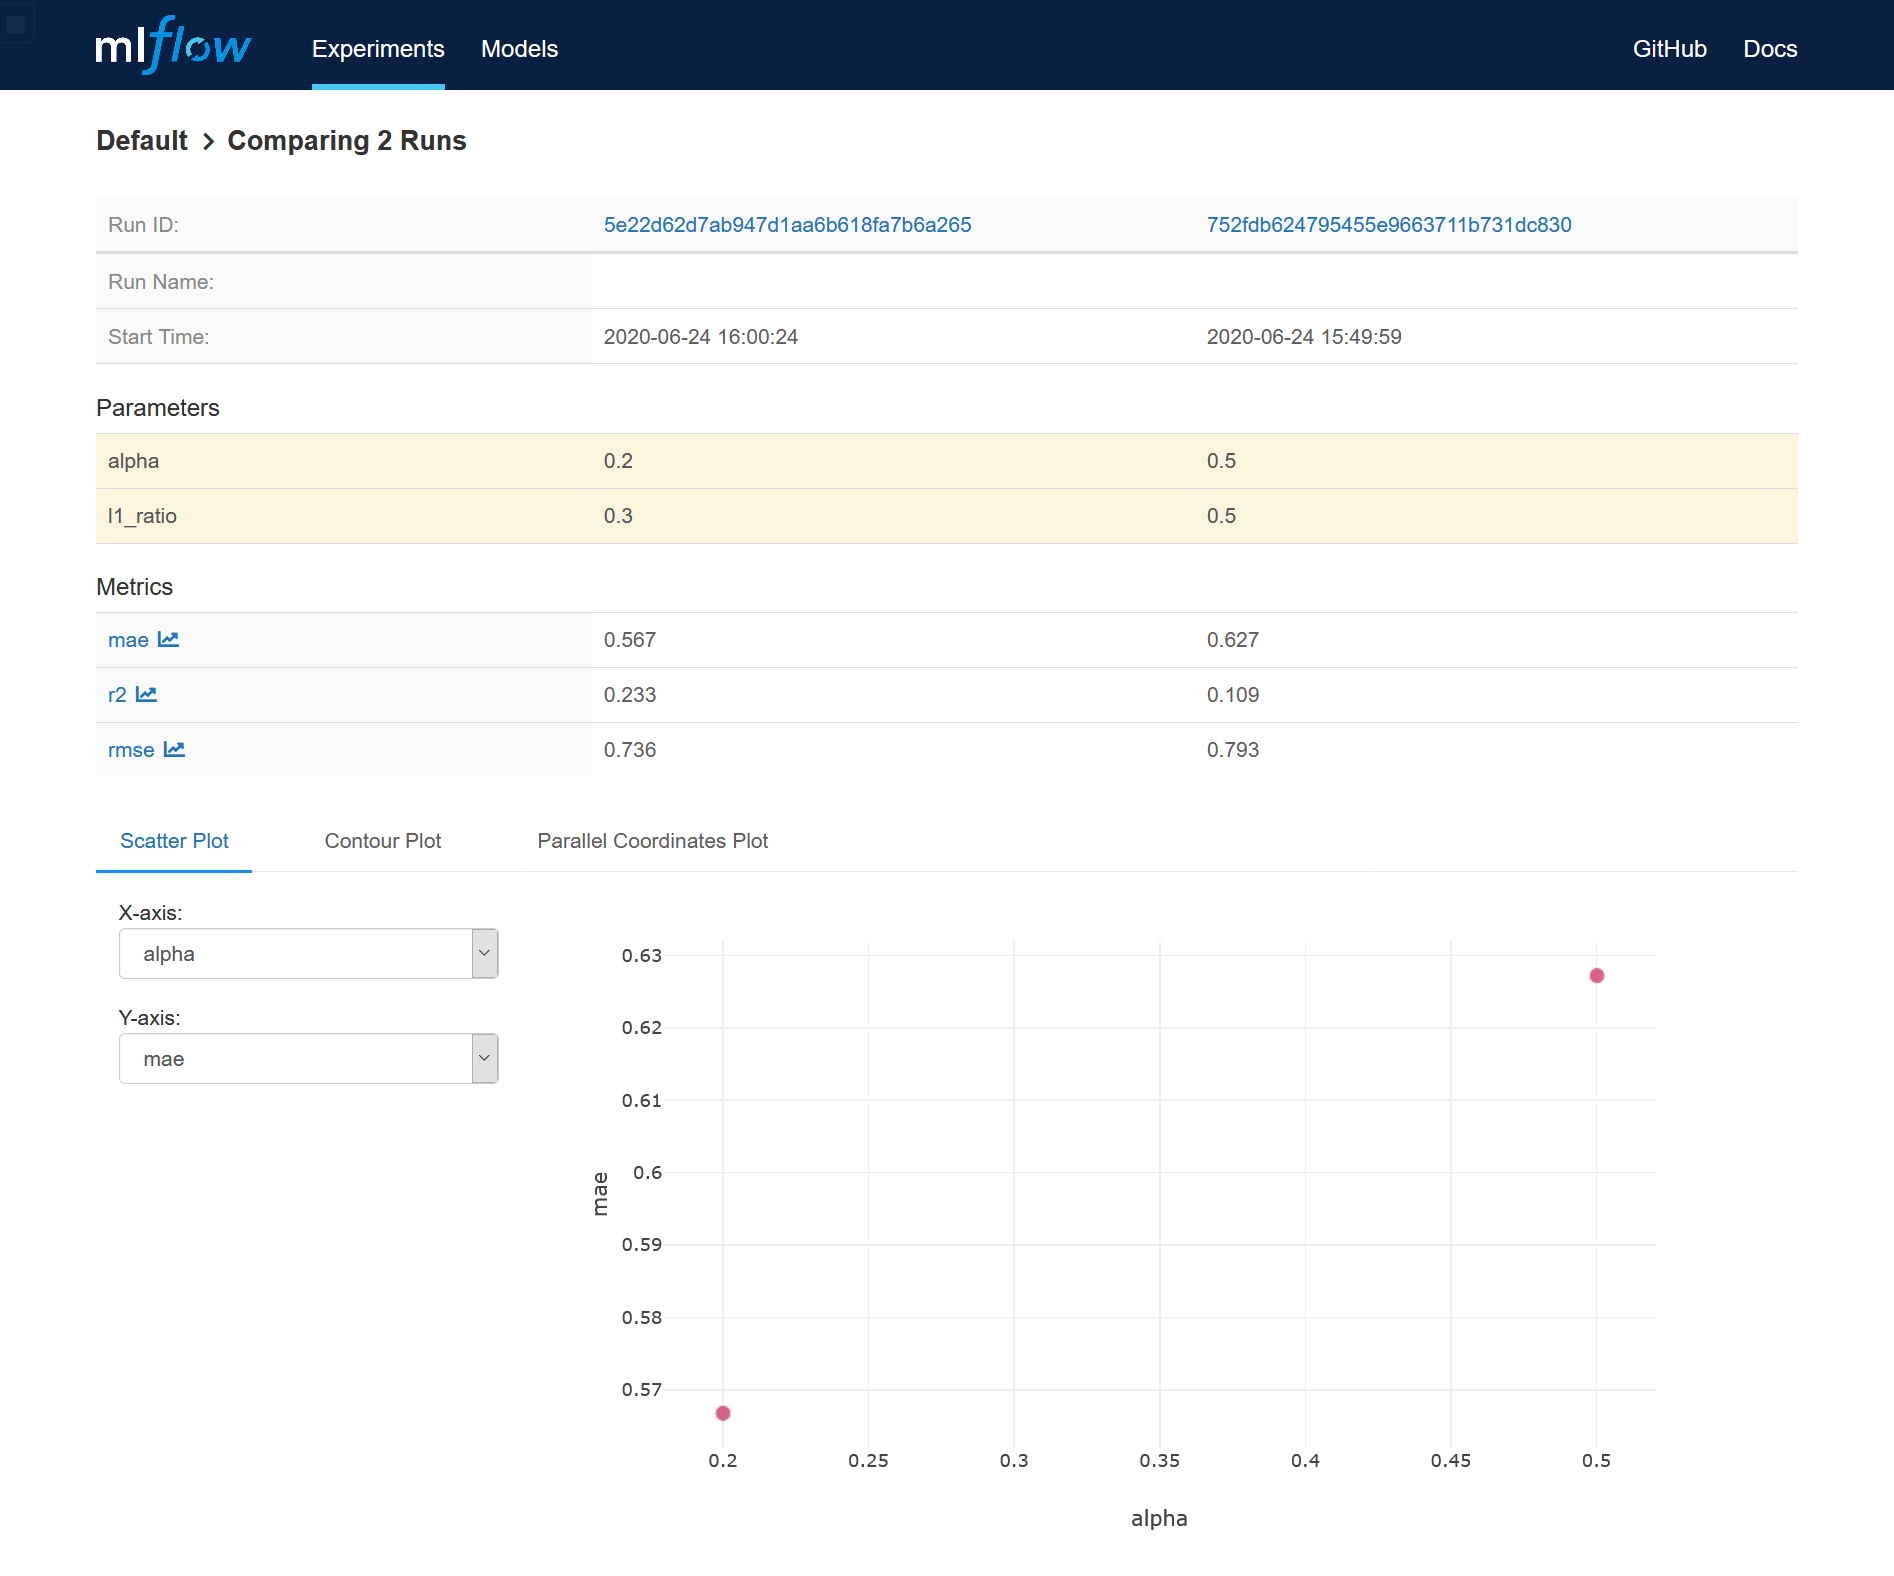 mlflow Experiments Models GitHub Docs
Default > Comparing 2 Runs
Run ID: 5e22d62d7ab947d1aa6b618fa7b6a265 752fdb624795455e9663711b731dc830
Run Name:
Start Time: 2020-06-24 16:00:24 2020-06-24 15:49:59
Parameters
alpha 0.2 0.5
l1_ratio 0.3 0.5
Metrics
mae 0.567 0.627
r2 0.233 0.109
rmse 0.736 0.793
Scatter Plot Contour Plot Parallel Coordinates Plot
X-axis:
alpha
Y-axis:
mae
0.63
0.62
0.61
0.6
0.59
0.58
0.57
mae
0.2 0.25 0.3 0.35 0.4 0.45 0.5
alpha